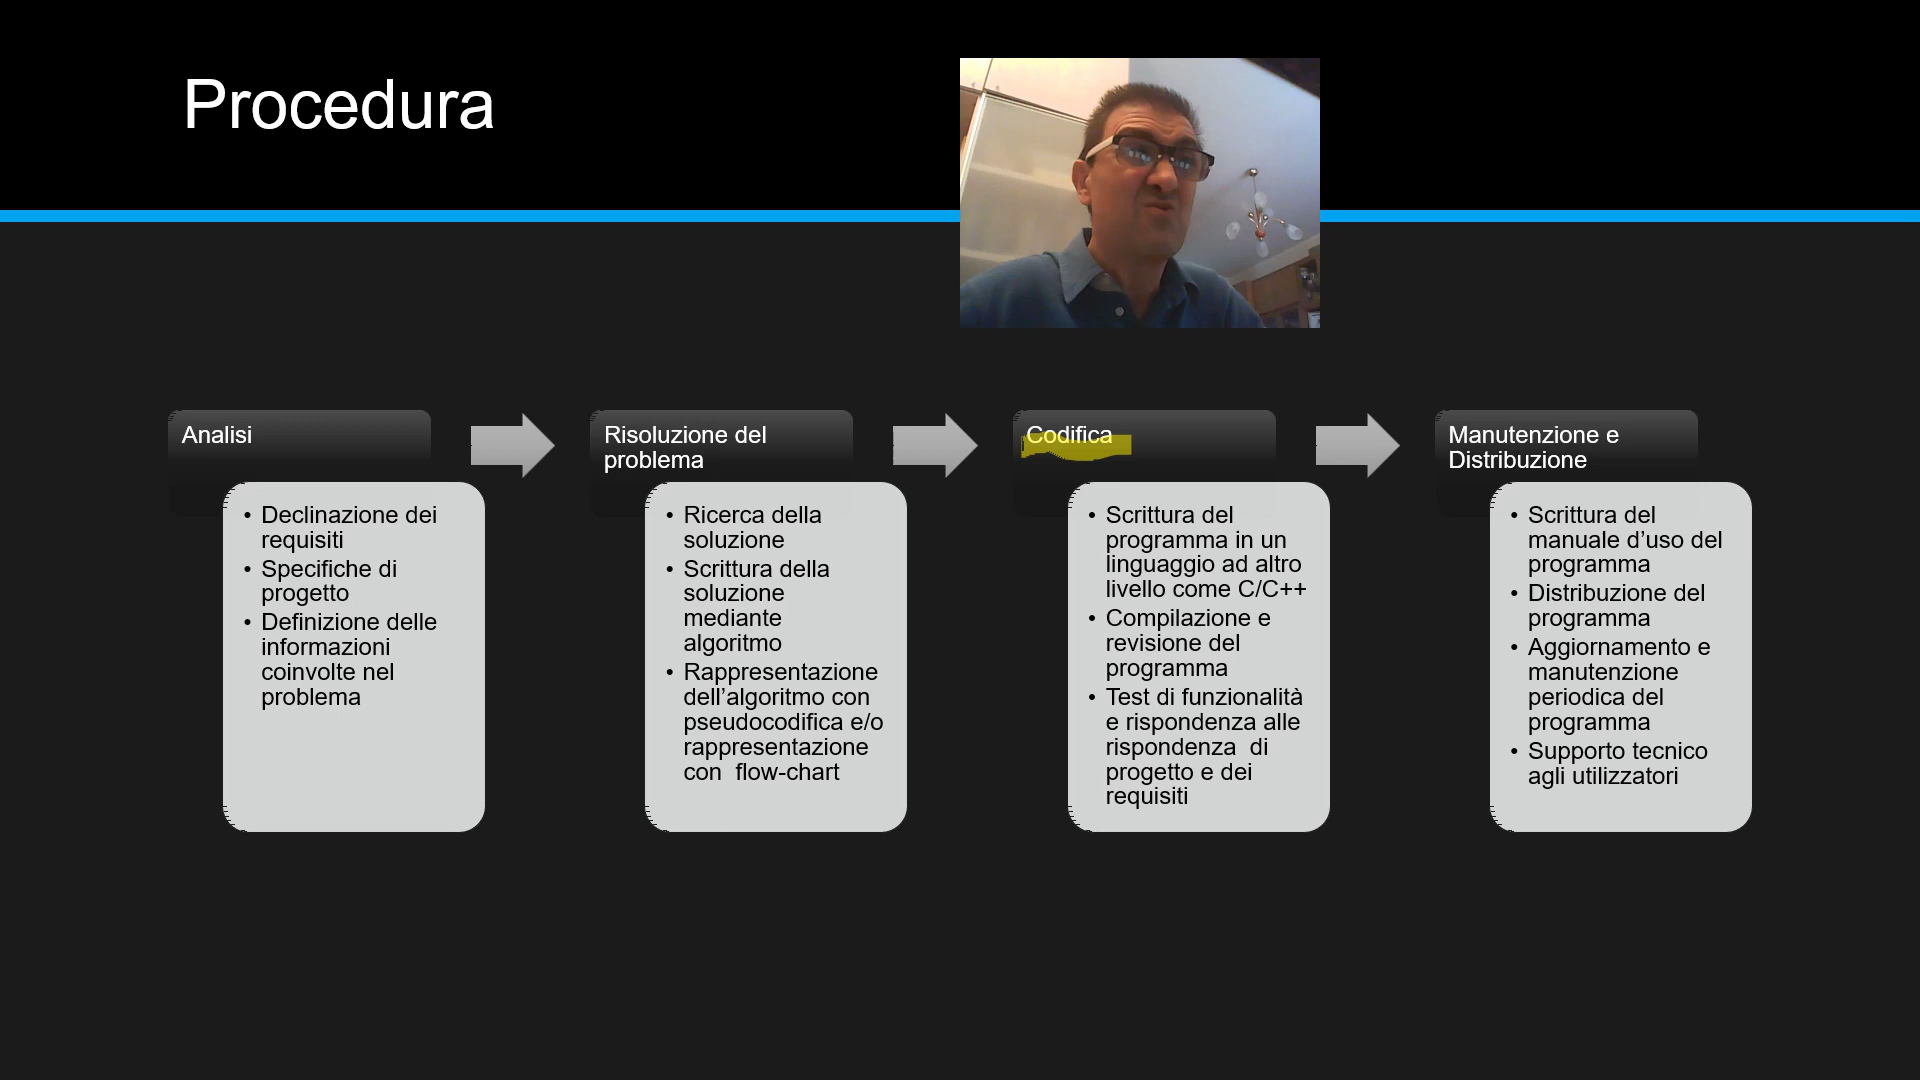 Procedura
Analisi
• Declinazione dei
requisiti
• Specifiche di
progetto
• Definizione delle
informazioni
coinvolte nel
problema
Risoluzione del
problema
• Ricerca della
soluzione
• Scrittura della
soluzione
mediante
algoritmo
• Rappresentazione
dell’algoritmo con
pseudocodifica e/o
rappresentazione
con  flow-chart
Codifica
• Scrittura del
programma in un
linguaggio ad altro
livello come C/C++
• Compilazione e
revisione del
programma
• Test di funzionalità
e rispondenza alle
rispondenza  di
progetto e dei
requisiti
Manutenzione e
Distribuzione
• Scrittura del
manuale d’uso del
programma
• Distribuzione del
programma
• Aggiornamento e
manutenzione
periodica del
programma
• Supporto tecnico
agli utilizzatori